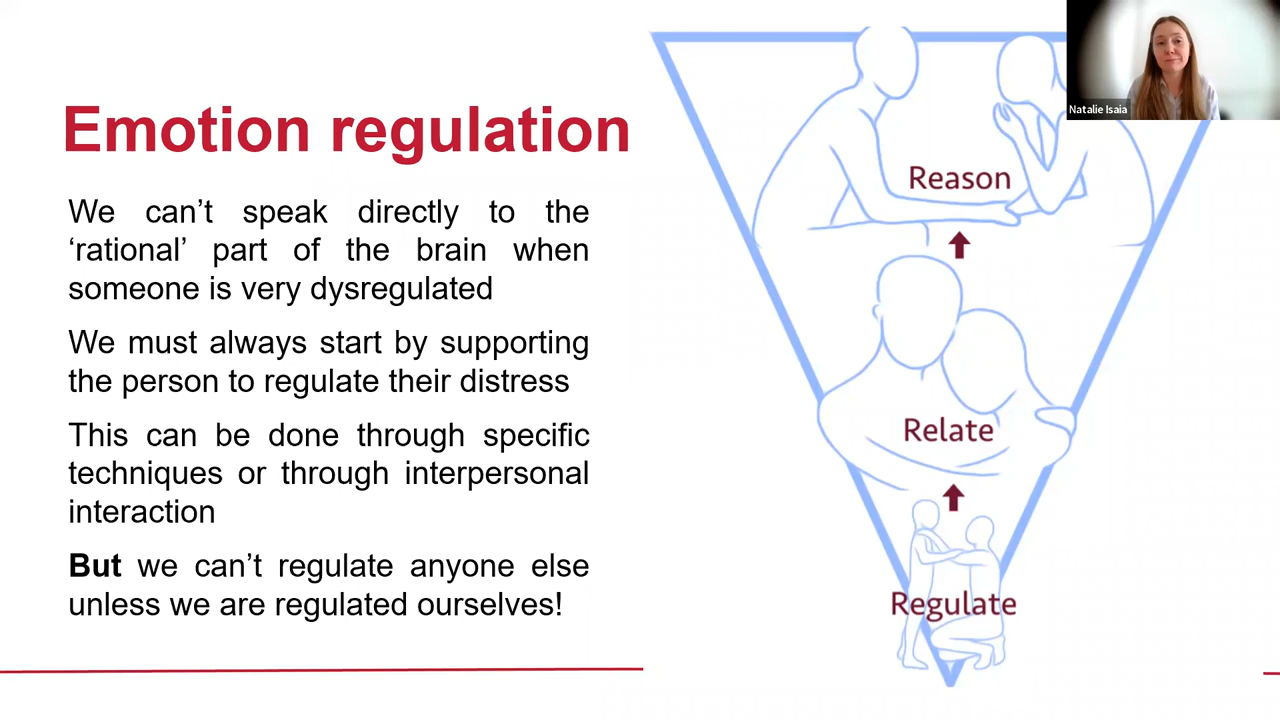 Emotion regulation
We can’t speak directly to the
‘rational’ part of the brain when
someone is very dysregulated
We must always start by supporting
the person to regulate their distress
This can be done through specific
techniques or through interpersonal
interaction
But we can’t regulate anyone else
unless we are regulated ourselves!
Reason
Relate
Regulate
Natalie Isaia